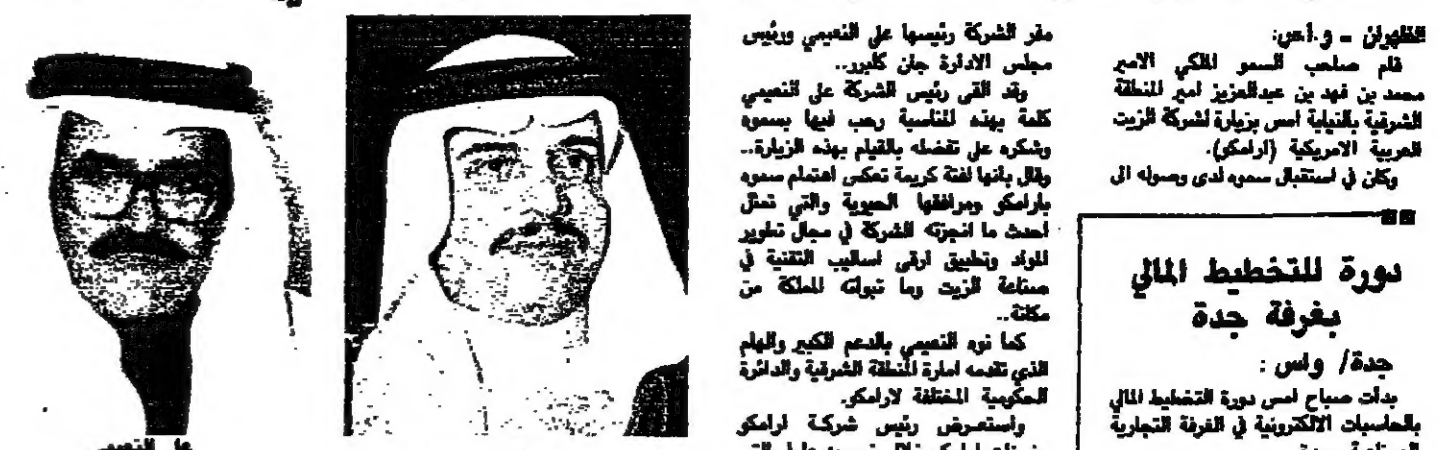 الظهران ـ و.أ.س:
قام صاحب السمو الملكي الامير
محمد بن فهد بن عبدالعزيز امير المنطقة
الشرقية بالنيابة امس بزيارة لشركة الزيت
العربية الامريكية (ارامكو).
وكان في استقبال سموه لدى وصوله الى
دورة للتخطيط المالي
بغرفة جدة
جدة/ واس :
بدأت صباح امس دورة التخطيط المالي
بالحاسبات الالكترونية في الغرفة التجارية
مقر الشركة رئيسها علي النعيمي ورئيس
مجلس الادارة جان كلبرر..
وقد القى رئيس الشركة علي النعيمي
كلمة بهذه المناسبة رحب فيها بسموه
وشكره على تفضله بالقيام بهذه الزيارة..
وقال بانها لفتة كريمة تعكس اهتمام سموه
بارامكو ومرافقها الحيوية والتي تمثل
احدث ما انجزته الشركة في مجال تطوير
المواد وتطبيق ارقى اساليب التقنية في
صناعة الزيت وما تبوأته المملكة من
مكانة..
كما نوه النعيمي بالدعم الكبير والهام
الذي تقدمه امارة المنطقة الشرقية والدائرة
الحكومية المختلفة لارامكو.
واستعرض رئيس شركة ارامكو
علي النعيمي